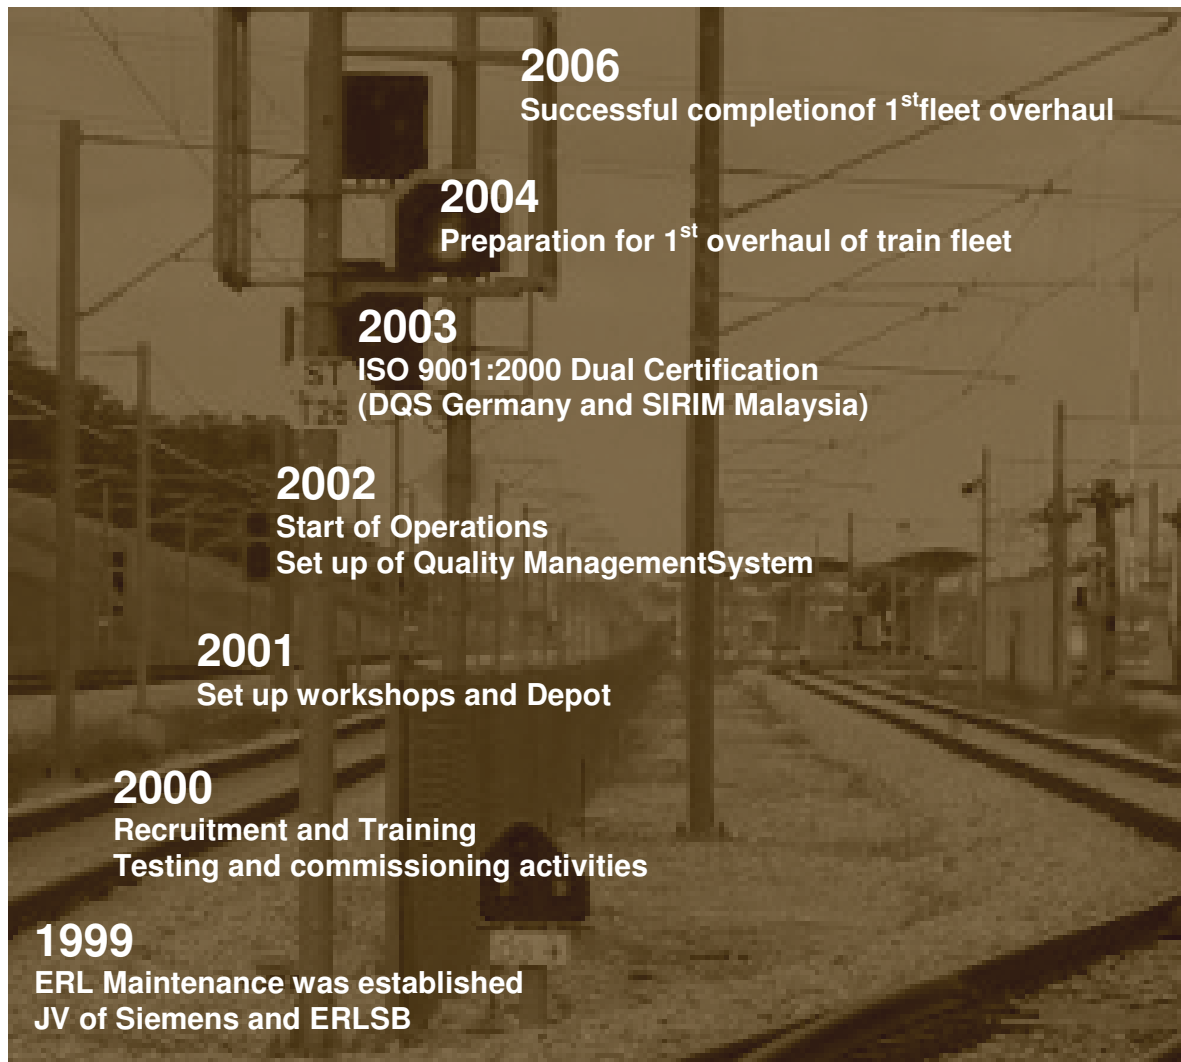 2006
Successful completionof 1stfleet overhaul
2004
Preparation for 1st overhaul of train fleet
2003
ISO 9001:2000 Dual Certification
(DQS Germany and SIRIM Malaysia)
2002
Start of Operations
Set up of Quality ManagementSystem
2001
Set up workshops and Depot
2000
Recruitment and Training
Testing and commissioning activities
1999
ERL Maintenance was established
JV of Siemens and ERLSB